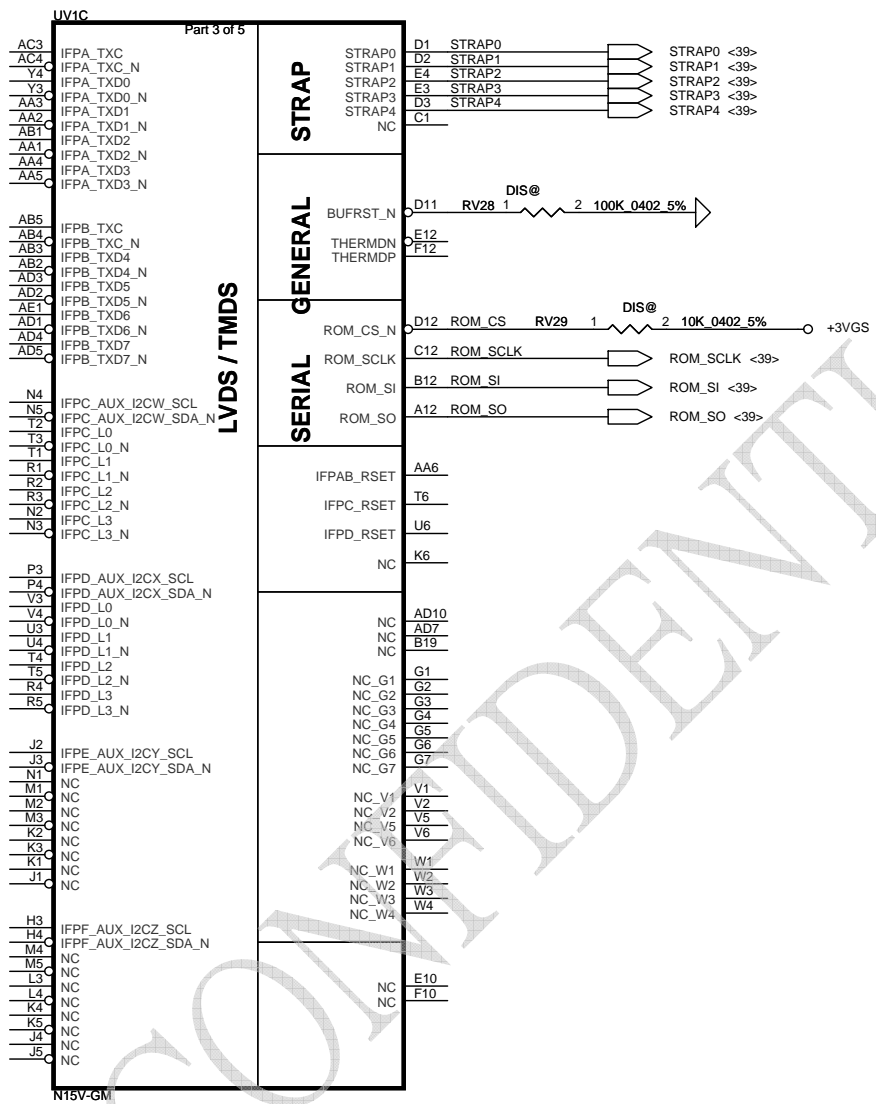 UV1C
Part 3 of 5
AC3 IFPA_TXC
AC4 IFPA_TXC_N
Y4 IFPA_TXD0
Y3 IFPA_TXD0_N
AA3 IFPA_TXD1
AA2 IFPA_TXD1_N
AB1 IFPA_TXD2
AA1 IFPA_TXD2_N
AA4 IFPA_TXD3
AA5 IFPA_TXD3_N
AB5 IFPB_TXC
AB4 IFPB_TXC_N
AB3 IFPB_TXD4
AB2 IFPB_TXD4_N
AD3 IFPB_TXD5
AD2 IFPB_TXD5_N
AE1 IFPB_TXD6
AD1 IFPB_TXD6_N
AD4 IFPB_TXD7
AD5 IFPB_TXD7_N
N4 IFPC_AUX_I2CW_SCL
N5 IFPC_AUX_I2CW_SDA_N
T2 IFPC_L0
T3 IFPC_L0_N
T1 IFPC_L1
R1 IFPC_L1_N
R2 IFPC_L2
R3 IFPC_L2_N
N2 IFPC_L3
N3 IFPC_L3_N
P3 IFPD_AUX_I2CX_SCL
P4 IFPD_AUX_I2CX_SDA_N
V3 IFPD_L0
V4 IFPD_L0_N
U3 IFPD_L1
U4 IFPD_L1_N
T4 IFPD_L2
T5 IFPD_L2_N
R4 IFPD_L3
R5 IFPD_L3_N
J2 IFPE_AUX_I2CY_SCL
J3 IFPE_AUX_I2CY_SDA_N
N1 NC
M1 NC
M2 NC
M3 NC
K2 NC
K3 NC
K1 NC
J1 NC
H3 IFPF_AUX_I2CZ_SCL
H4 IFPF_AUX_I2CZ_SDA_N
M4 NC
M5 NC
L3 NC
L4 NC
K4 NC
K5 NC
J4 NC
J5 NC
LVDS / TMDS
STRAP
STRAP0 D1 STRAP0 STRAP0 <39>
STRAP1 D2 STRAP1 STRAP1 <39>
STRAP2 E4 STRAP2 STRAP2 <39>
STRAP3 E3 STRAP3 STRAP3 <39>
STRAP4 D3 STRAP4 STRAP4 <39>
NC C1
GENERAL
DIS@
BUFRST_N D11 RV28 1 2 100K_0402_5%
THERMDN E12
THERMDP F12
SERIAL
DIS@
ROM_CS_N D12 ROM_CS RV29 1 2 10K_0402_5% +3VGS
ROM_SCLK C12 ROM_SCLK ROM_SCLK <39>
ROM_SI B12 ROM_SI ROM_SI <39>
ROM_SO A12 ROM_SO ROM_SO <39>
IFPAB_RSET AA6
IFPC_RSET T6
IFPD_RSET U6
NC K6
NC AD10
NC AD7
NC B19
NC_G1 G1
NC_G2 G2
NC_G3 G3
NC_G4 G4
NC_G5 G5
NC_G6 G6
NC_G7 G7
NC_V1 V1
NC_V2 V2
NC_V5 V5
NC_V6 V6
NC_W1 W1
NC_W2 W2
NC_W3 W3
NC_W4 W4
NC E10
NC F10
N15V-GM
CONFIDENTI